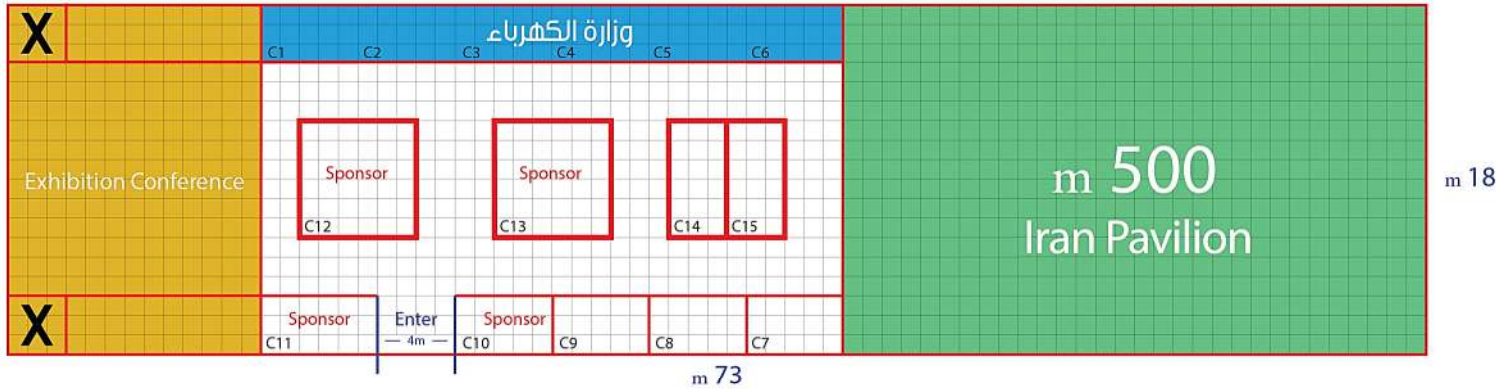 X
وزارة الكهرباء
C1 C2 C3 C4 C5 C6
Exhibition Conference
Sponsor
C12
Sponsor
C13
C14
C15
m 500
Iran Pavilion
m 18
X
Sponsor
C11
Enter
4m
Sponsor
C10
C9
C8
C7
m 73